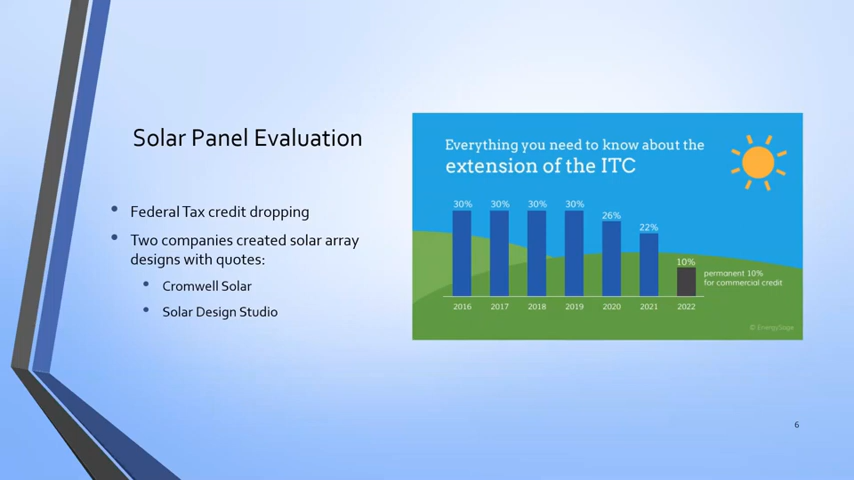 Solar Panel Evaluation
Federal Tax credit dropping
Two companies created solar array
designs with quotes:
Cromwell Solar
Solar Design Studio
Everything you need to know about the
extension of the ITC
30% 30% 30% 30% 26% 22% 10%
permanent 10%
for commercial credit
2016 2017 2018 2019 2020 2021 2022
© EnergySage
6